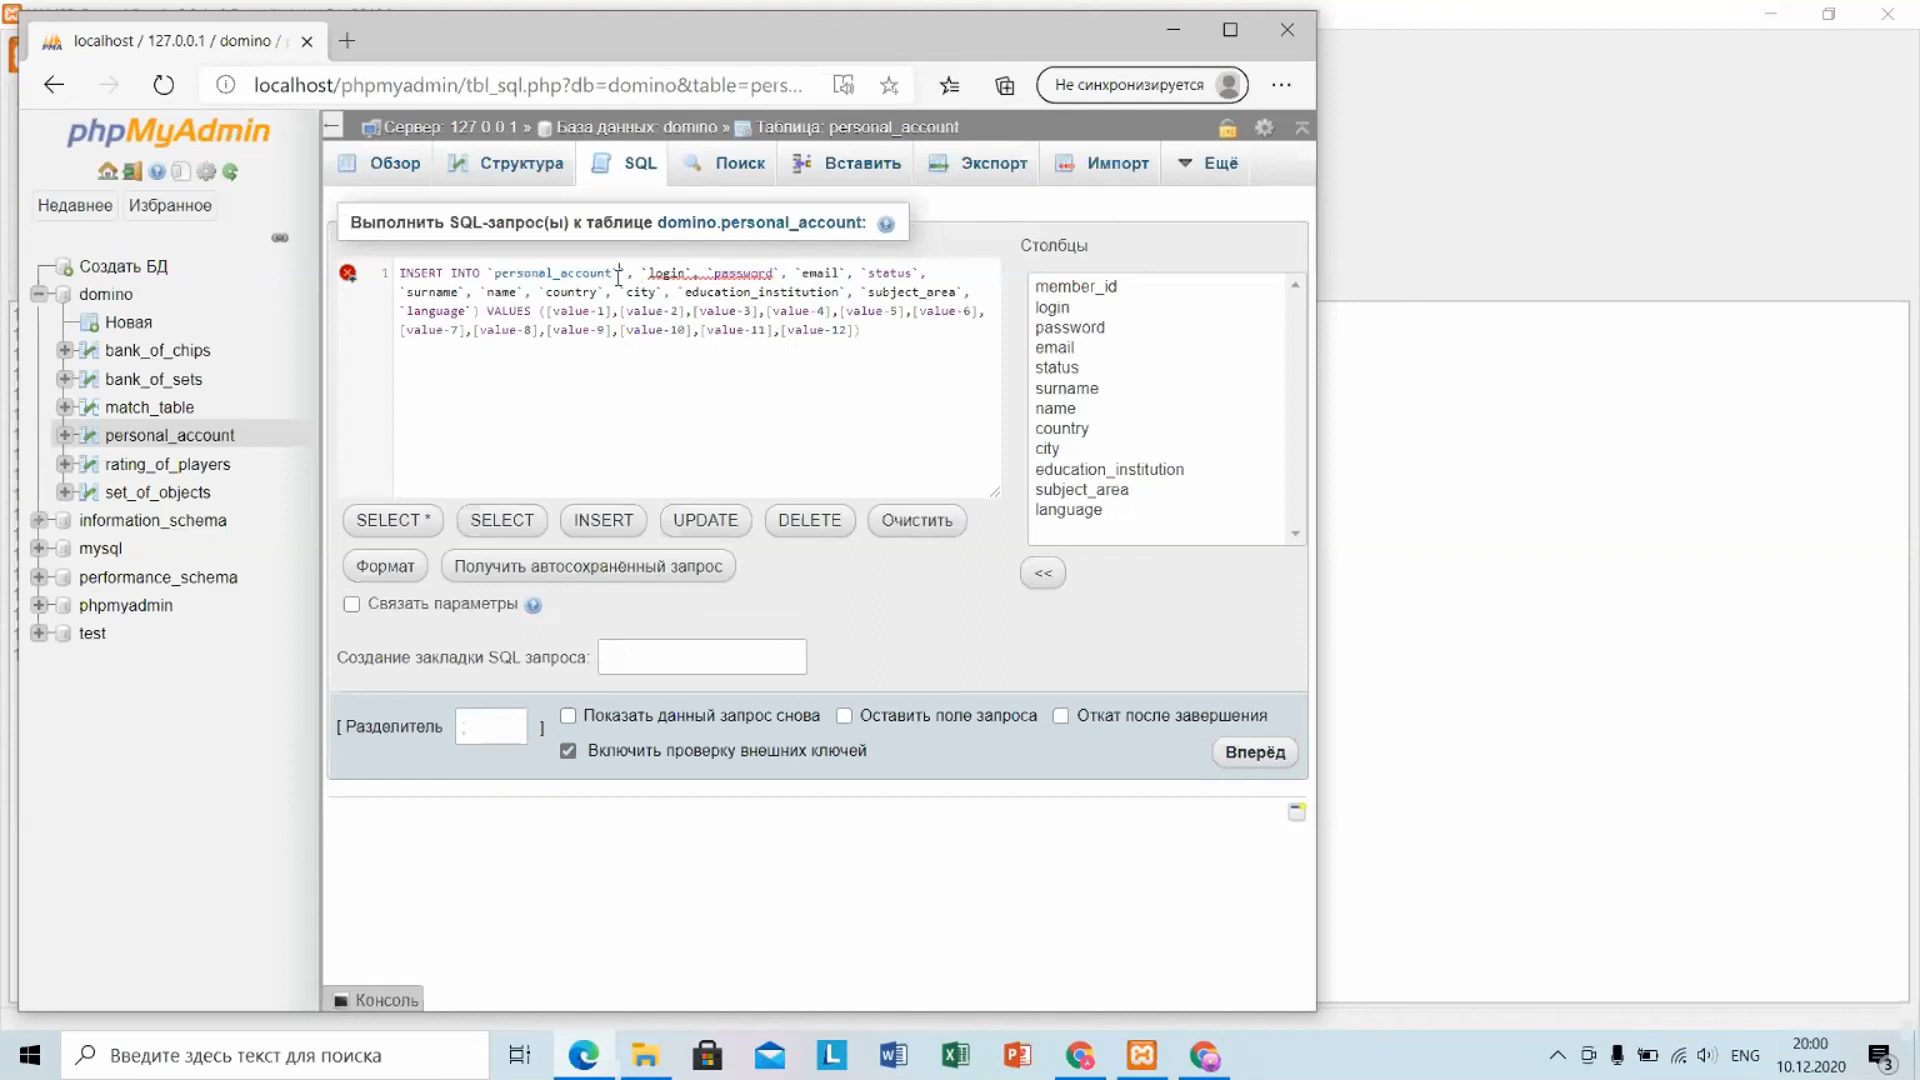 localhost / 127.0.0.1 / domino /
localhost/phpmyadmin/tbl_sql.php?db=domino&table=pers...
Не синхронизируется
phpMyAdmin
Недавнее Избранное
Создать БД
domino
Новая
bank_of_chips
bank_of_sets
match_table
personal_account
rating_of_players
set_of_objects
information_schema
mysql
performance_schema
phpmyadmin
test
Сервер: 127.0.0.1 » База данных: domino » Таблица: personal_account
Обзор Структура SQL Поиск Вставить Экспорт Импорт Ещё
Выполнить SQL-запрос(ы) к таблице domino.personal_account:
1 INSERT INTO `personal_account``, `login`, `password`, `email`, `status`,
`surname`, `name`, `country`, `city`, `education_institution`, `subject_area`,
`language`) VALUES ([value-1],[value-2],[value-3],[value-4],[value-5],[value-6],
[value-7],[value-8],[value-9],[value-10],[value-11],[value-12])
Столбцы
member_id
login
password
email
status
surname
name
country
city
education_institution
subject_area
language
<<
SELECT * SELECT INSERT UPDATE DELETE Очистить
Формат Получить автосохранённый запрос
Связать параметры
Создание закладки SQL запроса:
[ Разделитель ; ]
Показать данный запрос снова Оставить поле запроса Откат после завершения
Включить проверку внешних ключей
Вперёд
Консоль
Введите здесь текст для поиска
ENG
20:00
10.12.2020
3